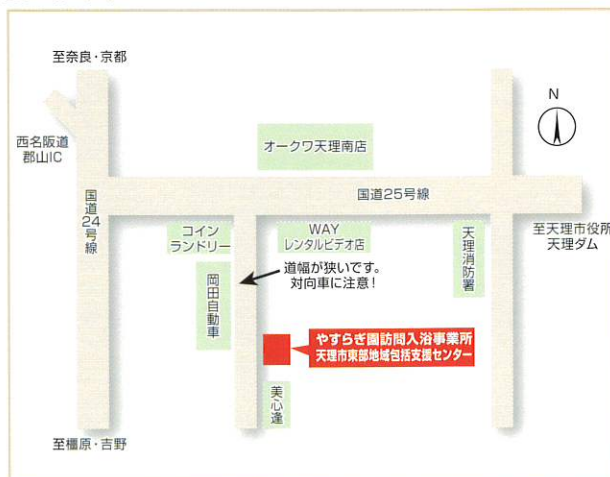 至奈良・京都
N
西名阪道
郡山IC
オークワ天理南店
国道24号線
国道25号線
コイン
ランドリー
WAY
レンタルビデオ店
天理消防署
至天理市役所
天理ダム
道幅が狭いです。
対向車に注意!
岡田自動車
やすらぎ園訪問入浴事業所
天理市東部地域包括支援センター
美心逢
至橿原・吉野